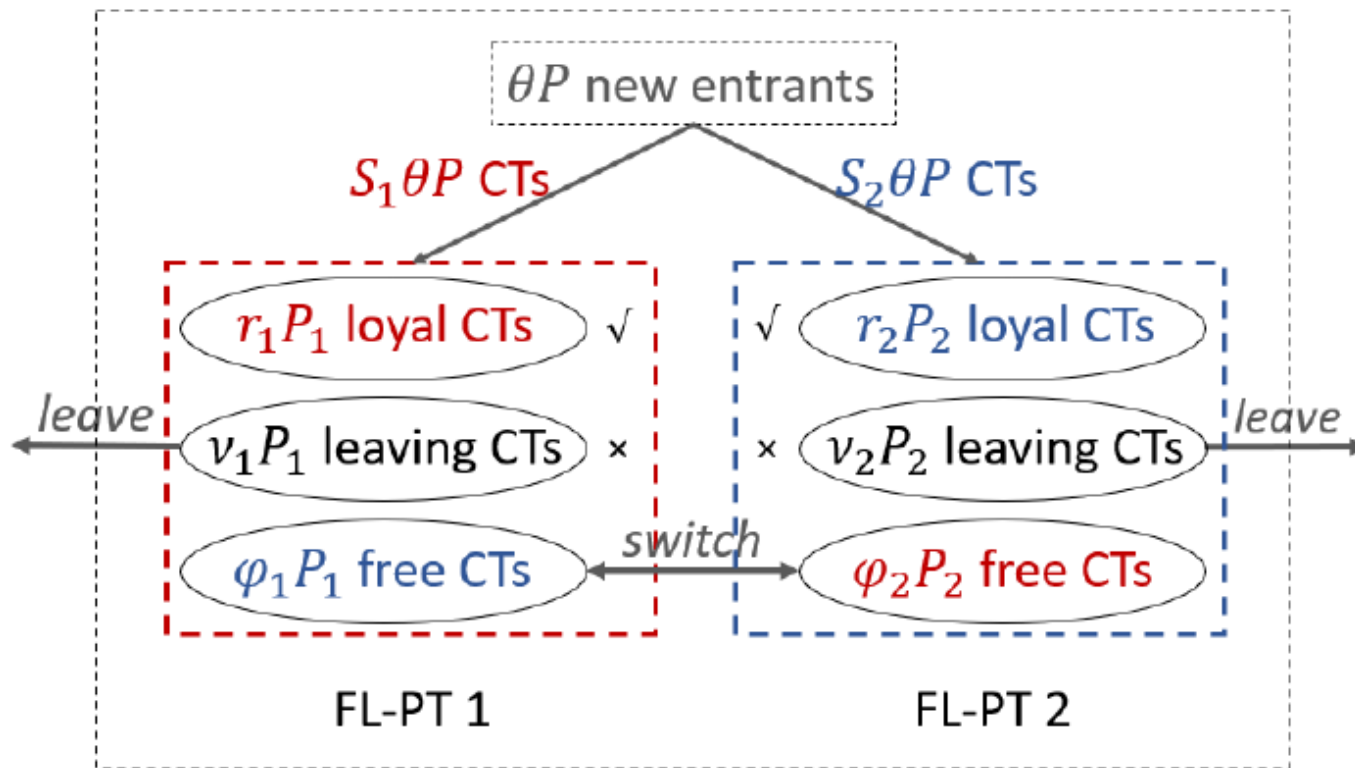 θP new entrants
S₁θP CTs
S₂θP CTs
r₁P₁ loyal CTs √
√ r₂P₂ loyal CTs
leave
ν₁P₁ leaving CTs ×
× ν₂P₂ leaving CTs
leave
φ₁P₁ free CTs
switch
φ₂P₂ free CTs
FL-PT 1
FL-PT 2